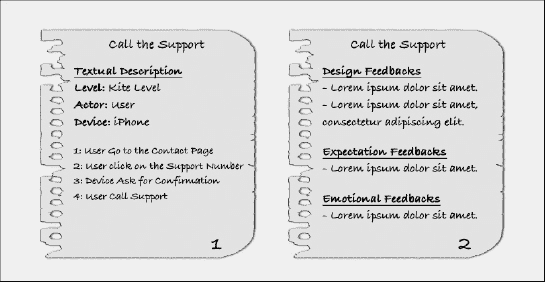 Call the Support
Textual Description
Level: Kite Level
Actor: User
Device: iPhone
1: User Go to the Contact Page
2: User click on the Support Number
3: Device Ask for Confirmation
4: User Call Support
1
Call the Support
Design Feedbacks
- Lorem ipsum dolor sit amet.
- Lorem ipsum dolor sit amet,
consectetur adipiscing elit.
Expectation Feedbacks
- Lorem ipsum dolor sit amet.
Emotional Feedbacks
- Lorem ipsum dolor sit amet.
2